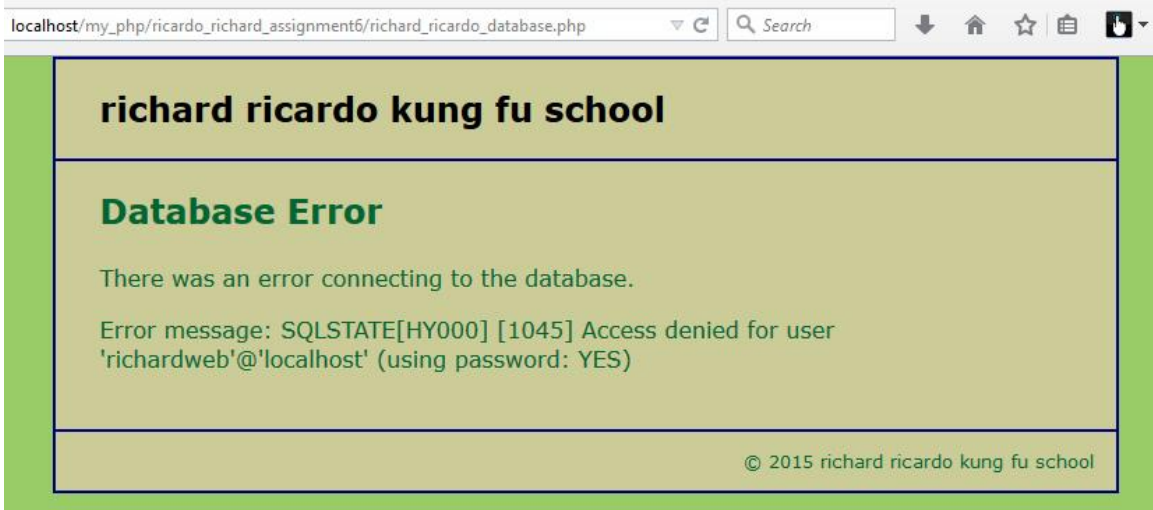 localhost/my_php/ricardo_richard_assignment6/richard_ricardo_database.php
Search
richard ricardo kung fu school
Database Error
There was an error connecting to the database.
Error message: SQLSTATE[HY000] [1045] Access denied for user
'richardweb'@'localhost' (using password: YES)
© 2015 richard ricardo kung fu school